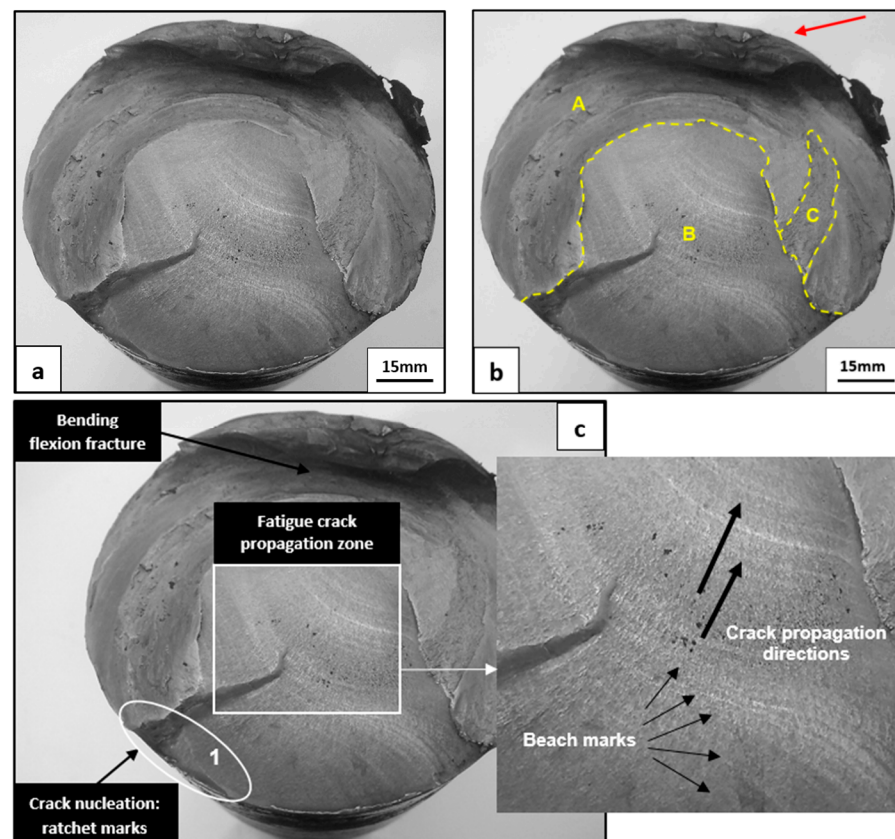 A
B
C
a
15mm
b
15mm
Bending
flexion fracture
c
Fatigue crack
propagation zone
Crack propagation
directions
1
Beach marks
Crack nucleation:
ratchet marks